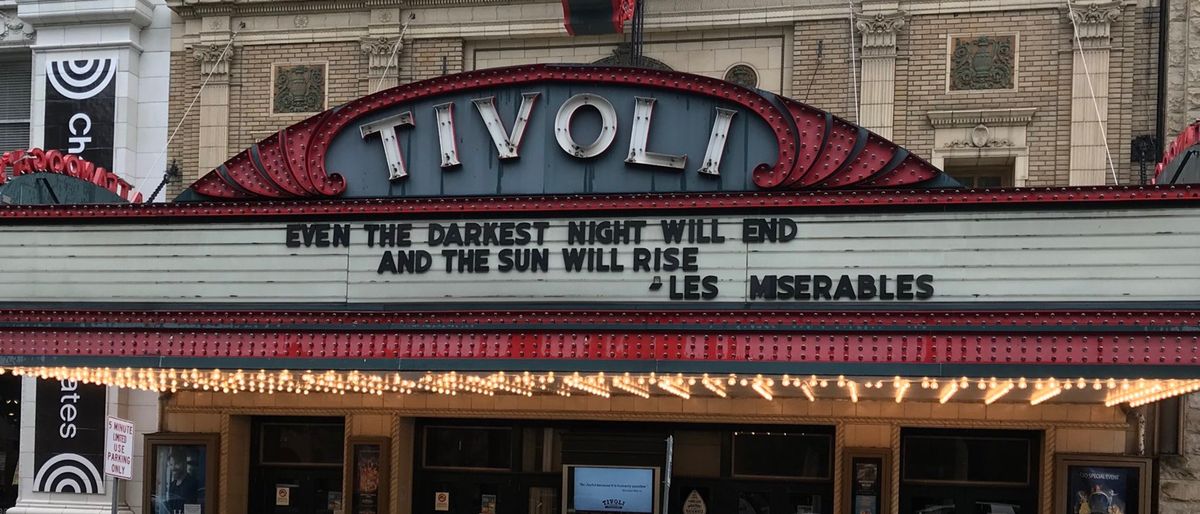 TIVOLI
EVEN THE DARKEST NIGHT WILL END
AND THE SUN WILL RISE
-LES MISERABLES
Ch
ates
5 MINUTE
LIMITED
USE
PARKING
ONLY
TIVOLI